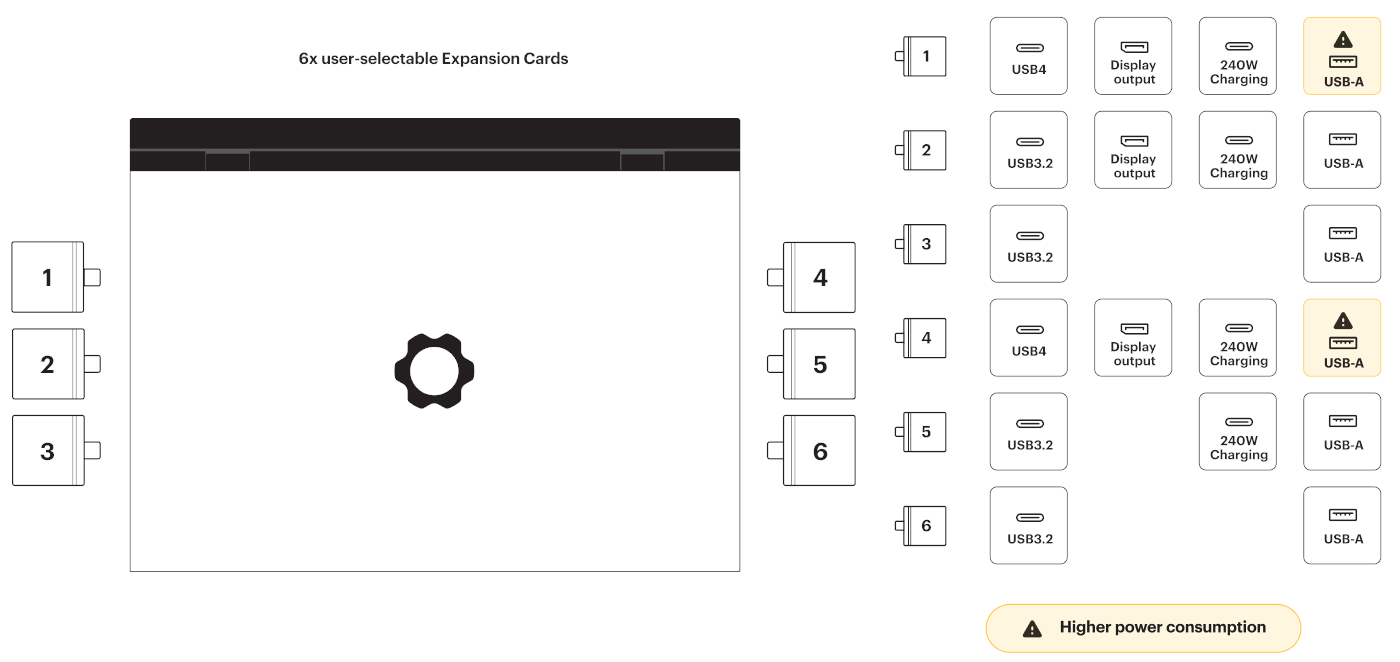 6x user-selectable Expansion Cards
1
2
3
4
5
6
1
USB4
Display
output
240W
Charging
USB-A
2
USB3.2
Display
output
240W
Charging
USB-A
3
USB3.2
USB-A
4
USB4
Display
output
240W
Charging
USB-A
5
USB3.2
240W
Charging
USB-A
6
USB3.2
USB-A
Higher power consumption